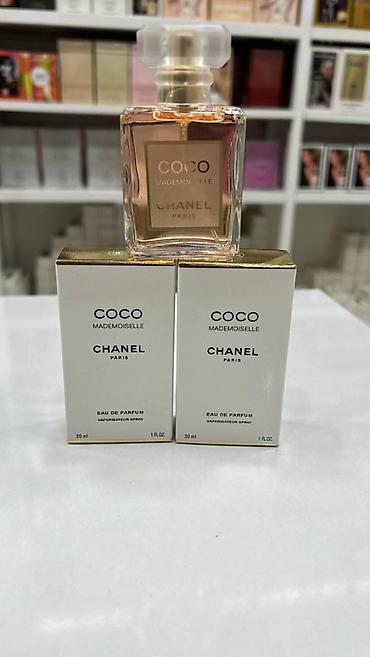 COCO
MADEMOISELLE
CHANEL
PARIS
COCO
MADEMOISELLE
CHANEL
PARIS
EAU DE PARFUM
VAPORISATEUR SPRAY
30 ml
1 FL.OZ.
COCO
MADEMOISELLE
CHANEL
PARIS
EAU DE PARFUM
VAPORISATEUR SPRAY
30 ml
1 FL.OZ.